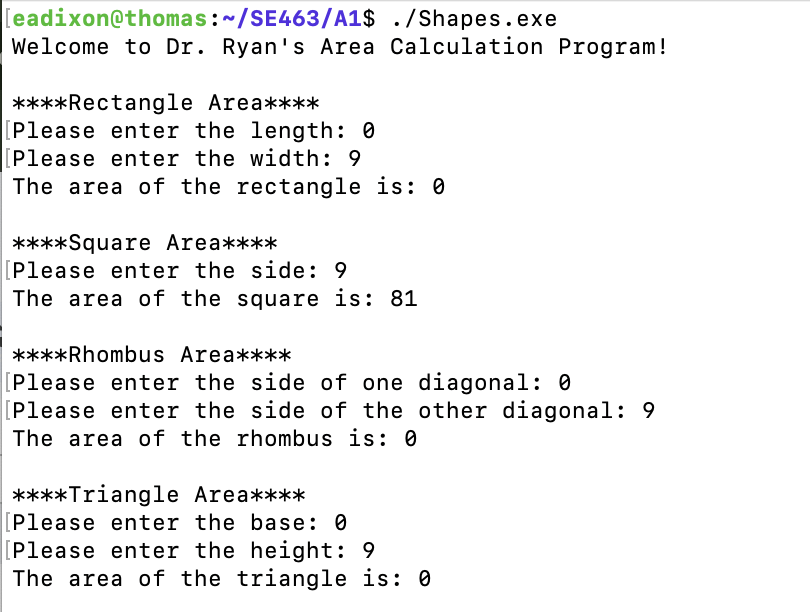 [eadixon@thomas:~/SE463/A1$ ./Shapes.exe
Welcome to Dr. Ryan's Area Calculation Program!
****Rectangle Area****
[Please enter the length: 0
[Please enter the width: 9
The area of the rectangle is: 0
****Square Area****
[Please enter the side: 9
The area of the square is: 81
****Rhombus Area****
[Please enter the side of one diagonal: 0
[Please enter the side of the other diagonal: 9
The area of the rhombus is: 0
****Triangle Area****
[Please enter the base: 0
[Please enter the height: 9
The area of the triangle is: 0